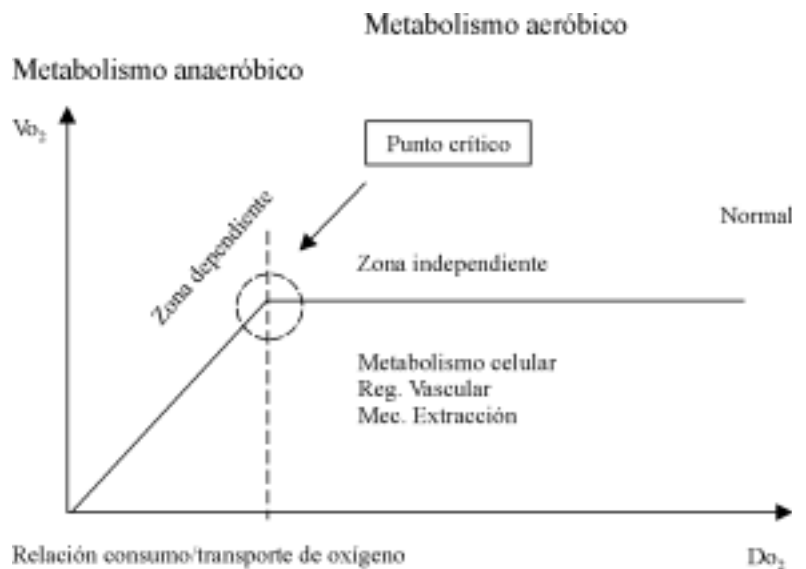 Metabolismo aeróbico
Metabolismo anaeróbico
Vo₂
Punto crítico
Zona dependiente
Normal
Zona independiente
Metabolismo celular
Reg. Vascular
Mec. Extracción
Relación consumo/transporte de oxígeno
Do₂